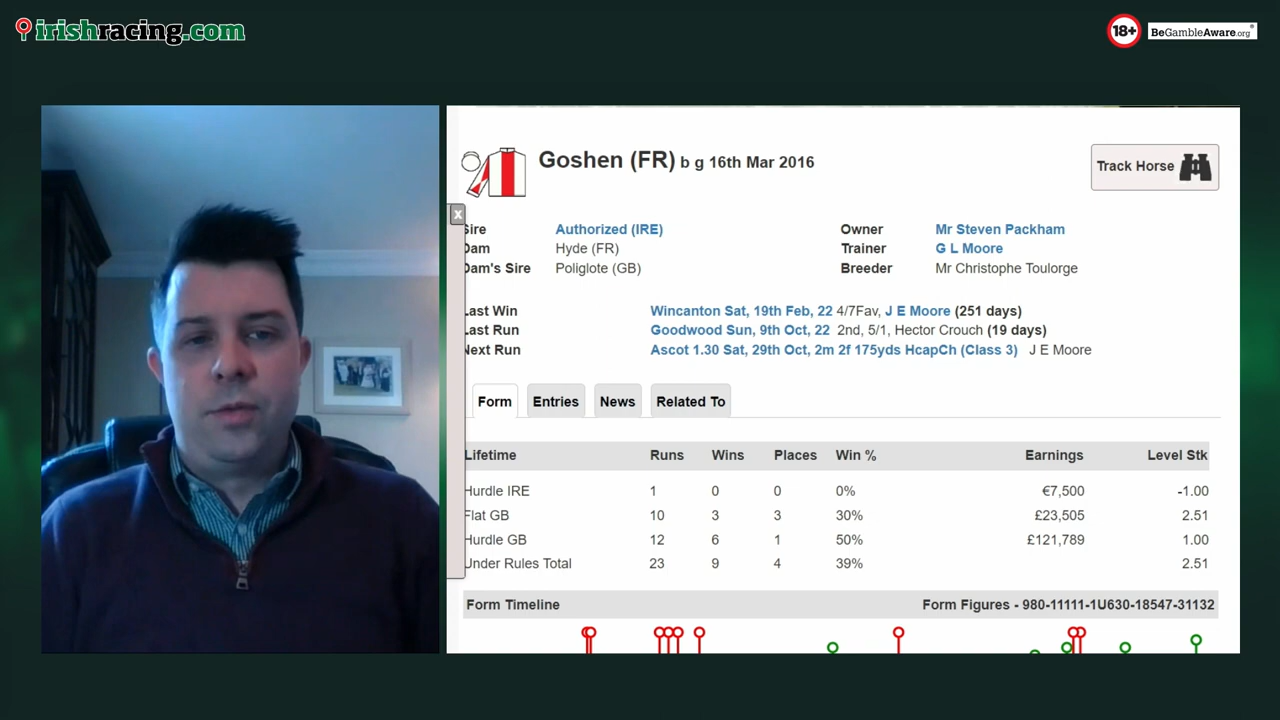 irishracing.com
18+
BeGambleAware.org®
Goshen (FR) b g 16th Mar 2016
Track Horse
x
Sire Authorized (IRE) Owner Mr Steven Packham
Dam Hyde (FR) Trainer G L Moore
Dam's Sire Poliglote (GB) Breeder Mr Christophe Toulorge
Last Win Wincanton Sat, 19th Feb, 22 4/7Fav, J E Moore (251 days)
Last Run Goodwood Sun, 9th Oct, 22 2nd, 5/1, Hector Crouch (19 days)
Next Run Ascot 1.30 Sat, 29th Oct, 2m 2f 175yds HcapCh (Class 3) J E Moore
Form Entries News Related To
Lifetime Runs Wins Places Win % Earnings Level Stk
Hurdle IRE 1 0 0 0% €7,500 -1.00
Flat GB 10 3 3 30% £23,505 2.51
Hurdle GB 12 6 1 50% £121,789 1.00
Under Rules Total 23 9 4 39% 2.51
Form Timeline Form Figures - 980-11111-1U630-18547-31132